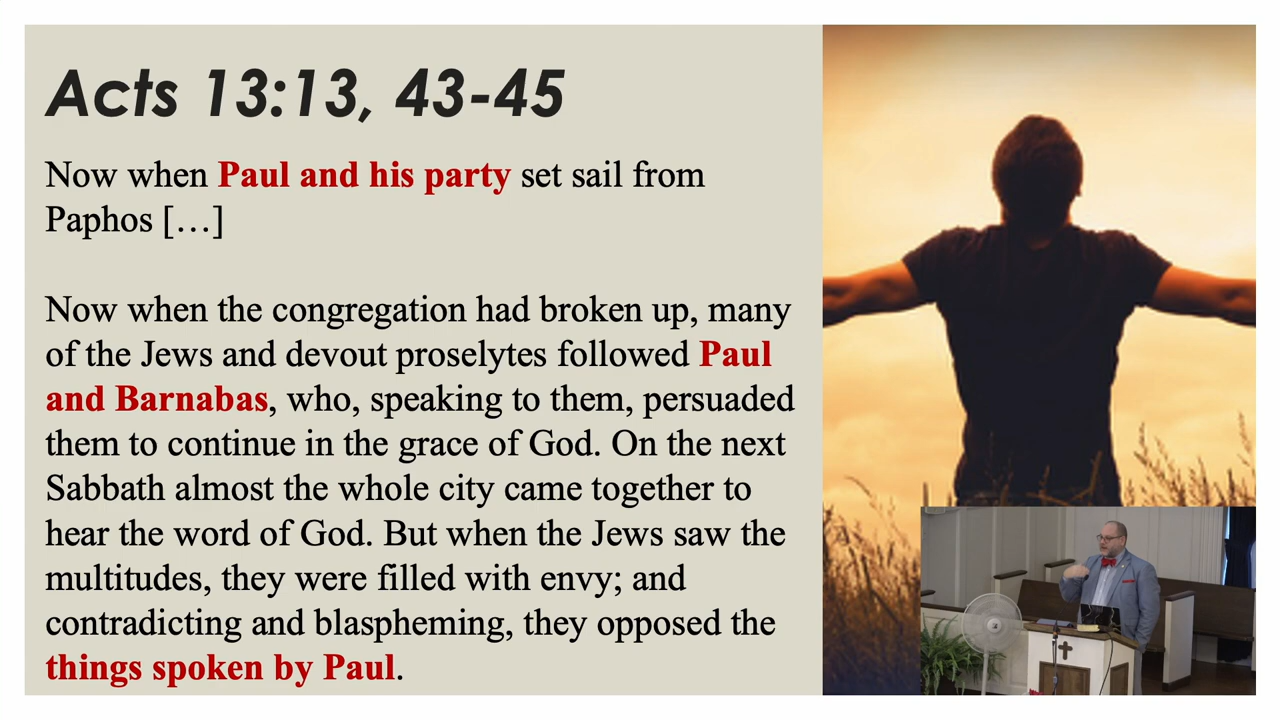 Acts 13:13, 43-45
Now when Paul and his party set sail from
Paphos […]
Now when the congregation had broken up, many
of the Jews and devout proselytes followed Paul
and Barnabas, who, speaking to them, persuaded
them to continue in the grace of God. On the next
Sabbath almost the whole city came together to
hear the word of God. But when the Jews saw the
multitudes, they were filled with envy; and
contradicting and blaspheming, they opposed the
things spoken by Paul.